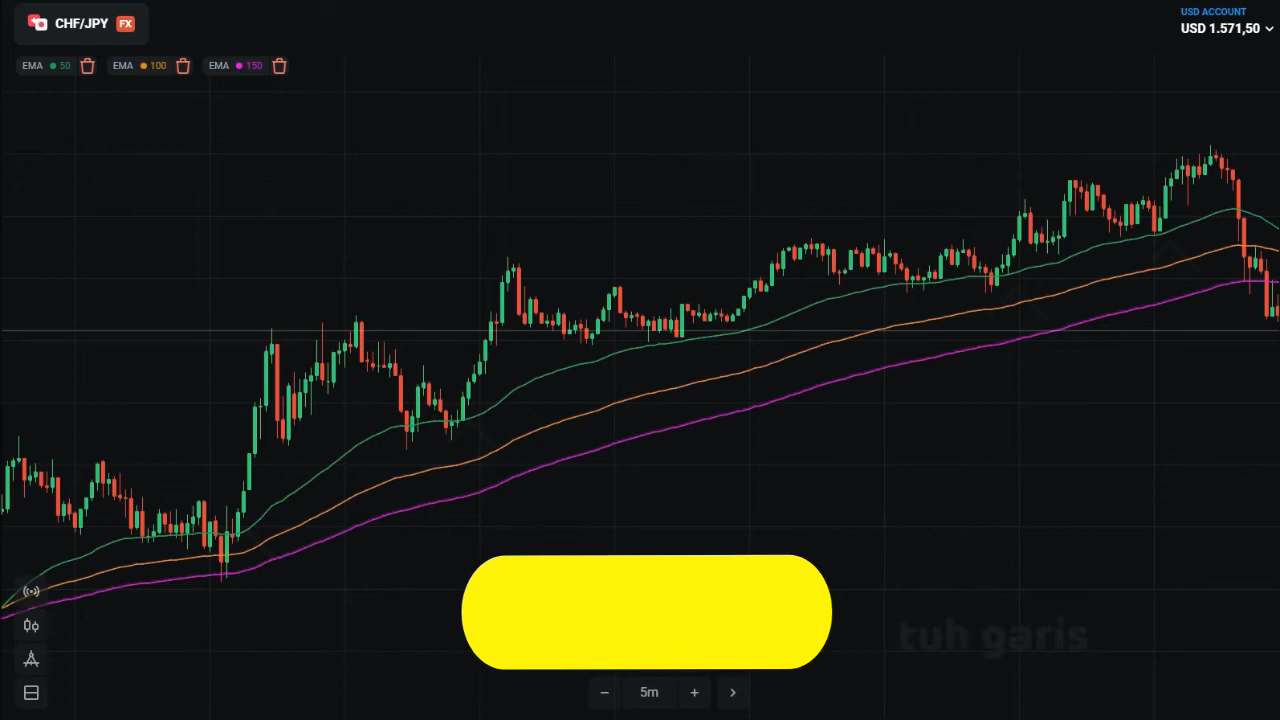 CHF/JPY FX
USD ACCOUNT
USD 1.571,50
EMA 50 EMA 100 EMA 150
tuh garis
− 5m +